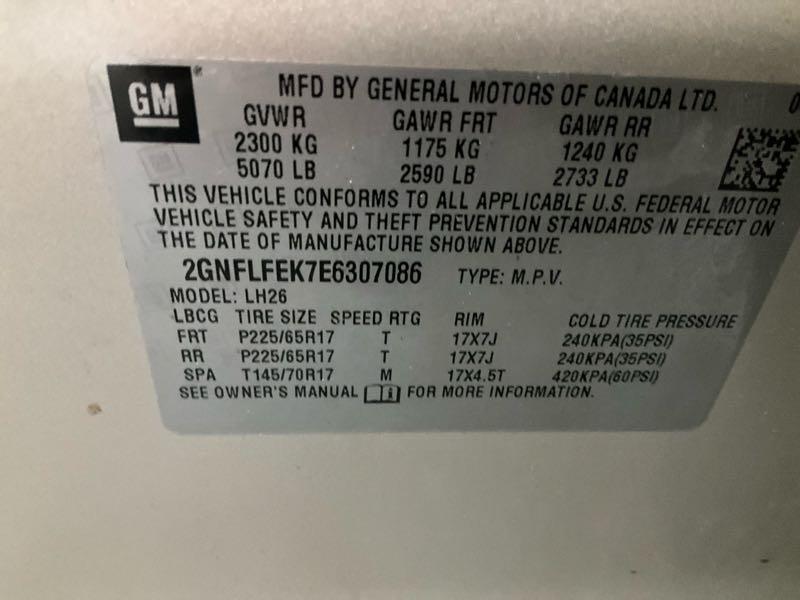 GM
MFD BY GENERAL MOTORS OF CANADA LTD. 0
GVWR GAWR FRT GAWR RR
2300 KG 1175 KG 1240 KG
5070 LB 2590 LB 2733 LB
THIS VEHICLE CONFORMS TO ALL APPLICABLE U.S. FEDERAL MOTOR
VEHICLE SAFETY AND THEFT PREVENTION STANDARDS IN EFFECT ON
THE DATE OF MANUFACTURE SHOWN ABOVE.
2GNFLFEK7E6307086 TYPE: M.P.V.
MODEL: LH26
LBCG TIRE SIZE SPEED RTG RIM COLD TIRE PRESSURE
FRT P225/65R17 T 17X7J 240KPA(35PSI)
RR P225/65R17 T 17X7J 240KPA(35PSI)
SPA T145/70R17 M 17X4.5T 420KPA(60PSI)
SEE OWNER'S MANUAL FOR MORE INFORMATION.